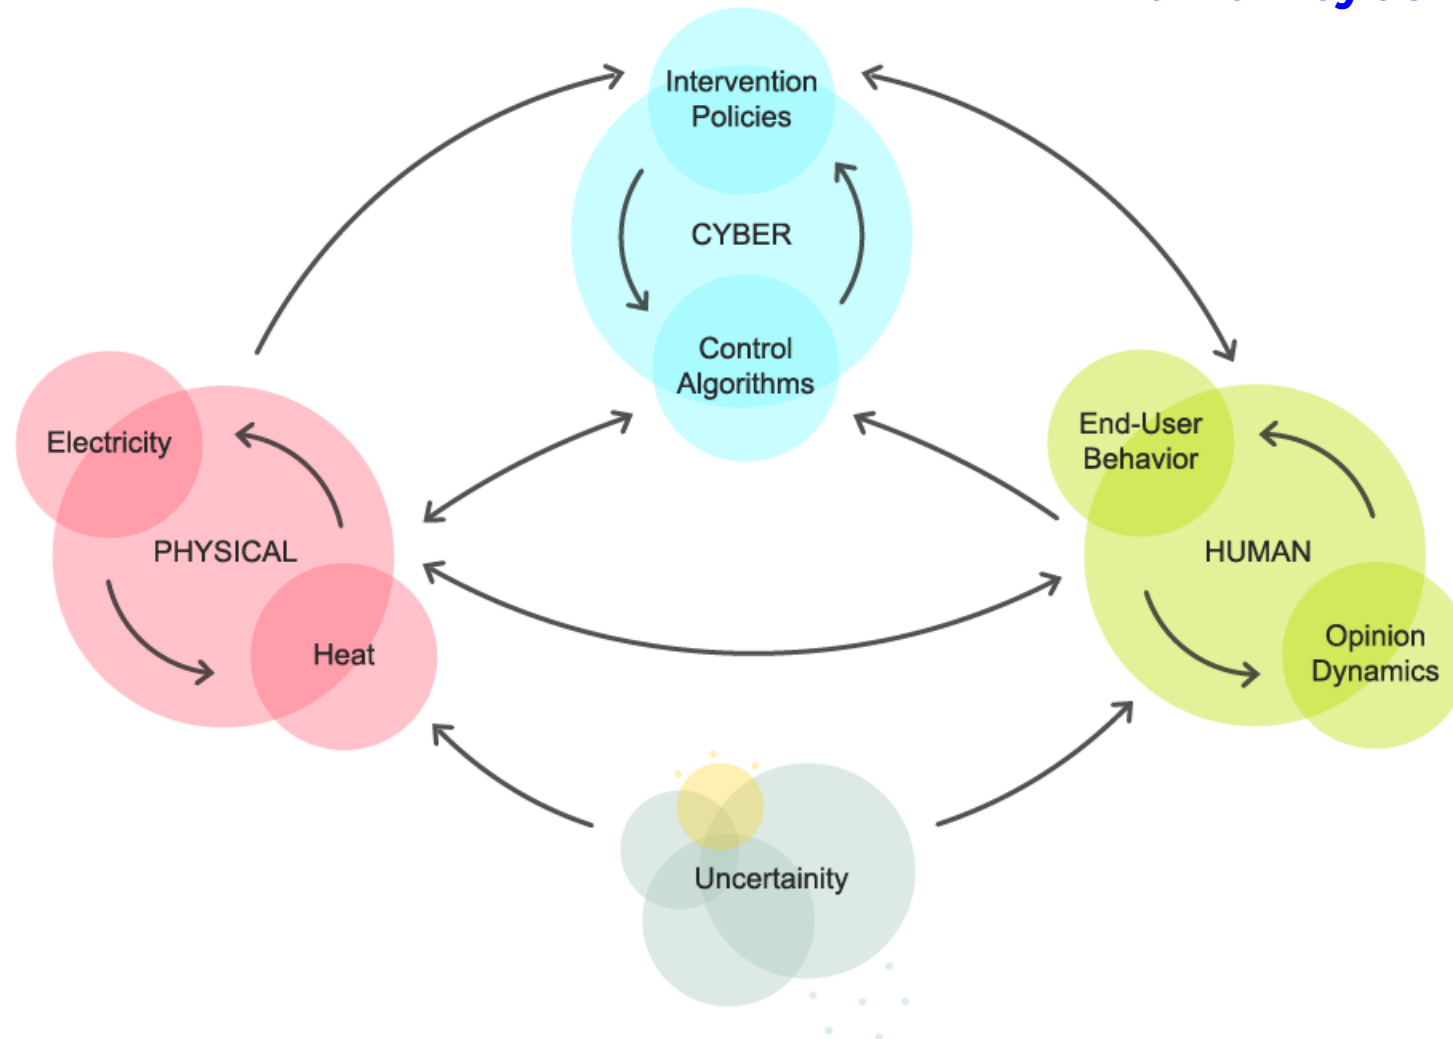 Intervention
Policies
CYBER
Control
Algorithms
Electricity
PHYSICAL
Heat
End-User
Behavior
HUMAN
Opinion
Dynamics
Uncertainity